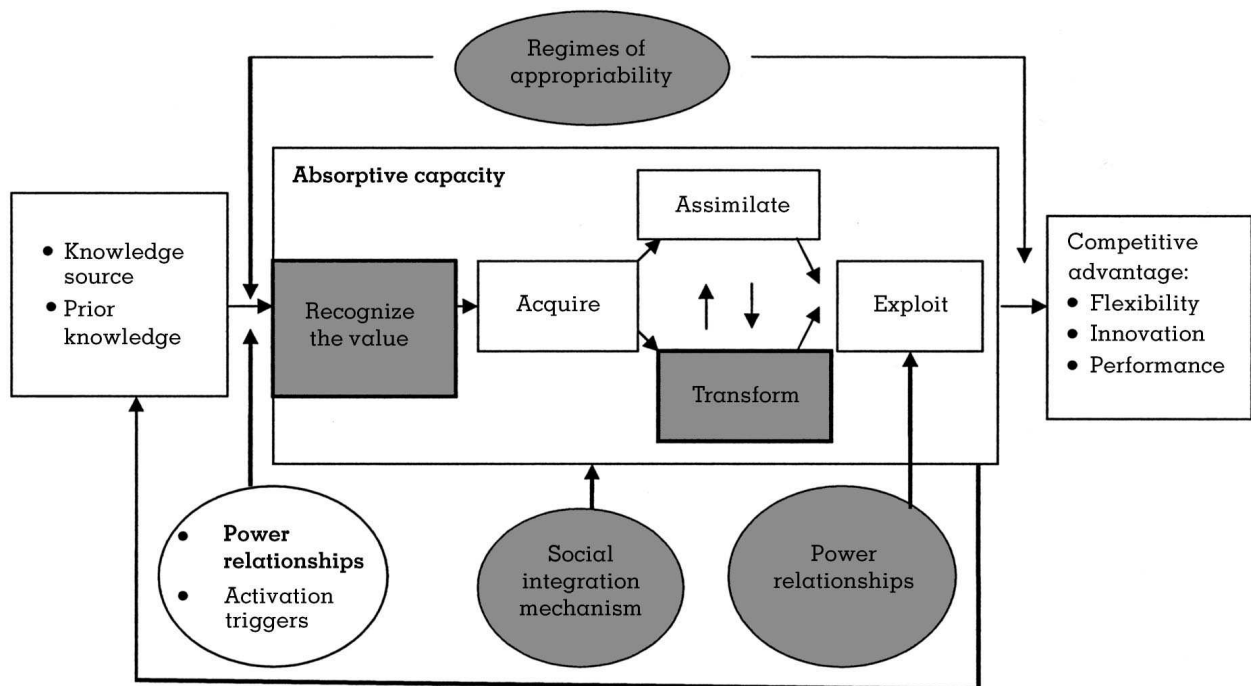 Regimes of
appropriability
Absorptive capacity
• Knowledge
source
• Prior
knowledge
Recognize
the value
Acquire
Assimilate
Transform
Exploit
Competitive
advantage:
• Flexibility
• Innovation
• Performance
• Power
relationships
• Activation
triggers
Social
integration
mechanism
Power
relationships